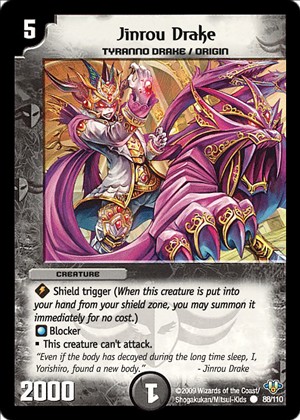 5
Jinrou Drake
TYRANNO DRAKE / ORIGIN
CREATURE
Shield trigger (When this creature is put into
your hand from your shield zone, you may summon it
immediately for no cost.)
Blocker
■ This creature can't attack.
"Even if the body has decayed during the long time sleep, I,
Yorishiro, found a new one." - Jinrou Drake
2000
1
©2009 Wizards of the Coast/
Shogakukan/Mitsui-Kids
88/110